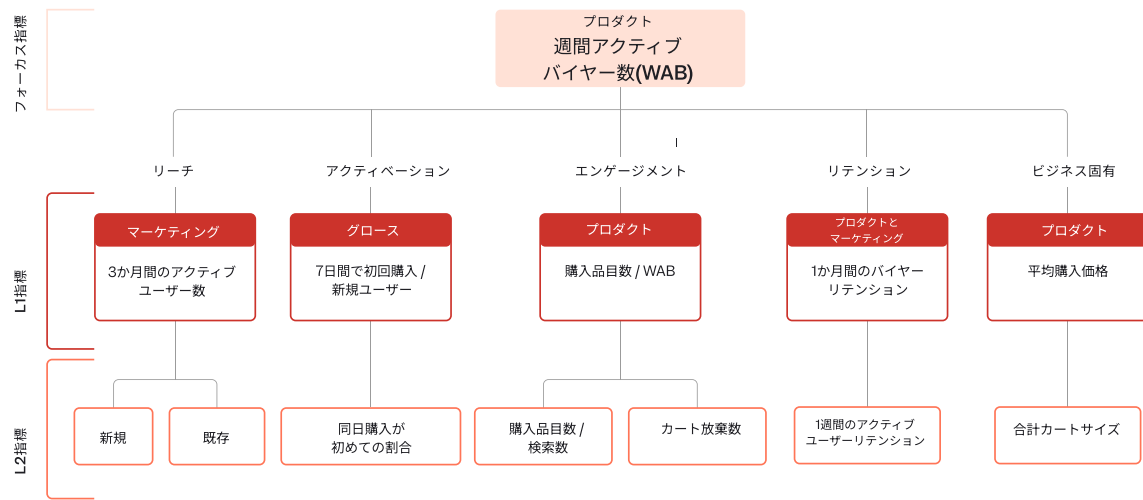 フォーカス指標
プロダクト
週間アクティブ
バイヤー数(WAB)
リーチ
アクティベーション
エンゲージメント
リテンション
ビジネス固有
L1指標
マーケティング
3か月間のアクティブ
ユーザー数
グロース
7日間で初回購入 /
新規ユーザー
プロダクト
購入品目数 / WAB
プロダクトと
マーケティング
1か月間のバイヤー
リテンション
プロダクト
平均購入価格
L2指標
新規
既存
同日購入が
初めての割合
購入品目数 /
検索数
カート放棄数
1週間のアクティブ
ユーザーリテンション
合計カートサイズ